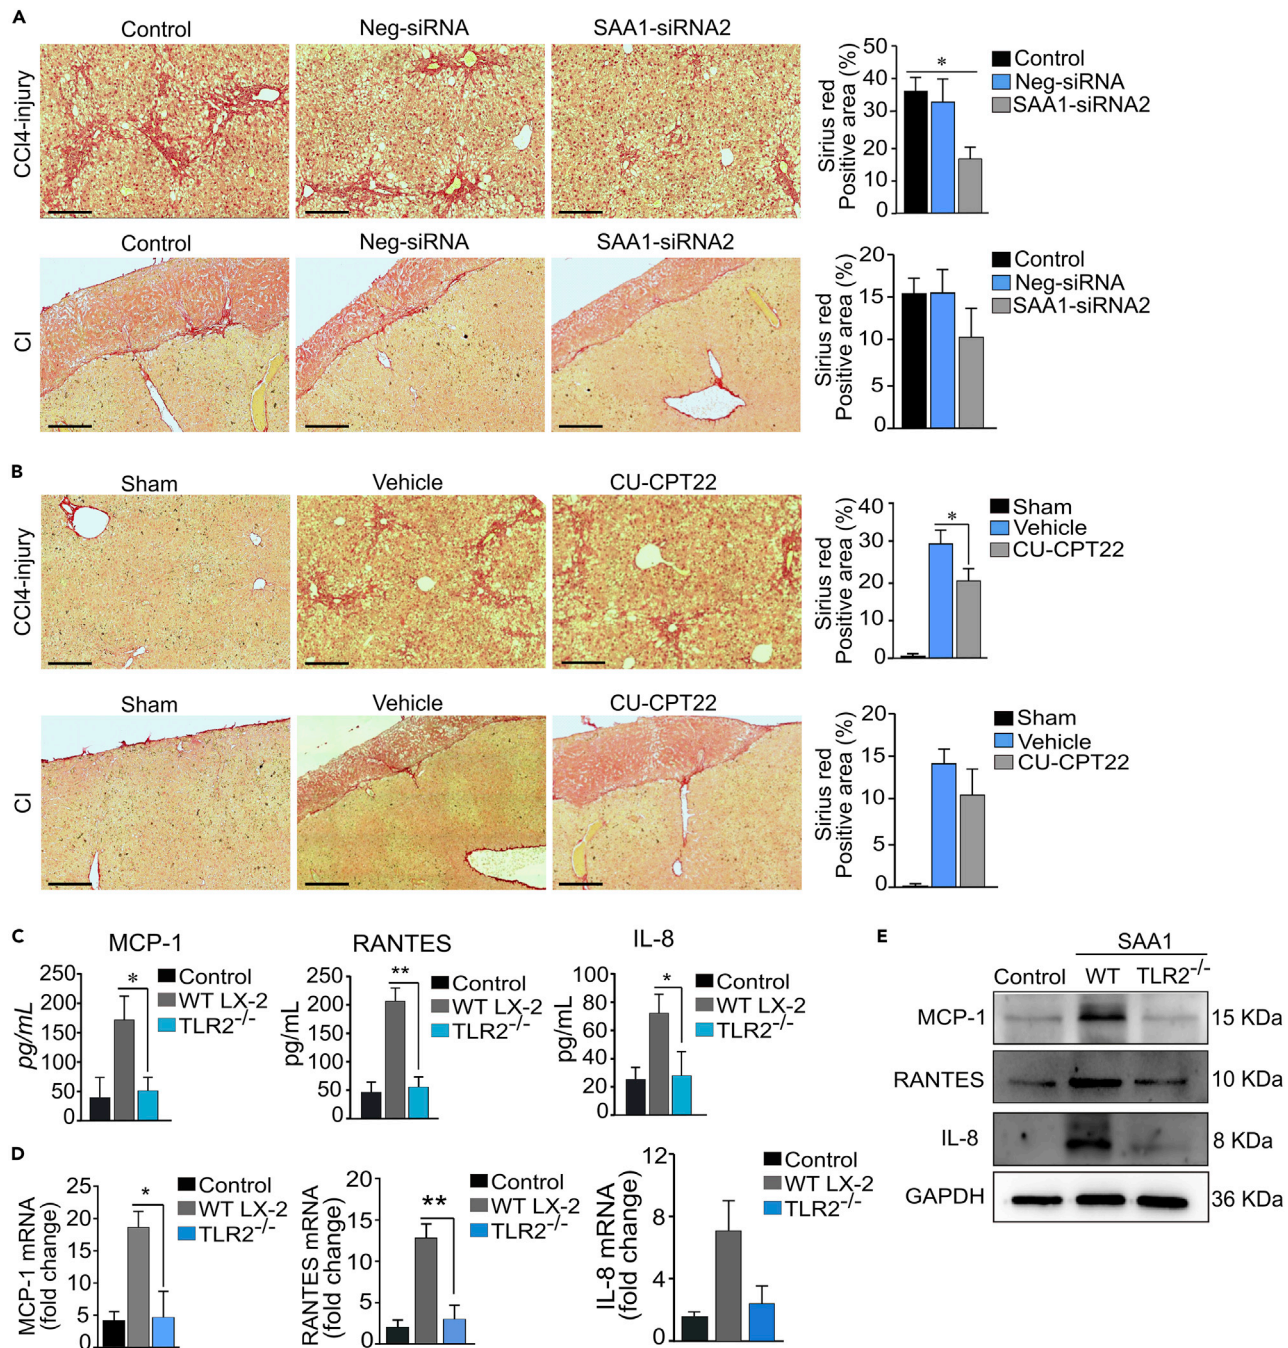 A
Control Neg-siRNA SAA1-siRNA2
CCl4-injury
Sirius red
Positive area (%)
50
40
30
20
10
0
*
Control
Neg-siRNA
SAA1-siRNA2
Control Neg-siRNA SAA1-siRNA2
CI
Sirius red
Positive area (%)
20
15
10
5
0
Control
Neg-siRNA
SAA1-siRNA2
B
Sham Vehicle CU-CPT22
CCl4-injury
Sirius red
Positive area (%)
40
30
20
10
0
*
Sham
Vehicle
CU-CPT22
Sham Vehicle CU-CPT22
CI
Sirius red
Positive area (%)
20
15
10
5
0
Sham
Vehicle
CU-CPT22
C
MCP-1
pg/mL
250
200
150
100
50
0
*
Control
WT LX-2
TLR2-/-
RANTES
pg/mL
250
200
150
100
50
0
**
Control
WT LX-2
TLR2-/-
IL-8
pg/mL
100
80
60
40
20
0
*
Control
WT LX-2
TLR2-/-
D
MCP-1 mRNA
(fold change)
25
20
15
10
5
0
*
Control
WT LX-2
TLR2-/-
RANTES mRNA
(fold change)
20
15
10
5
0
**
Control
WT LX-2
TLR2-/-
IL-8 mRNA
(fold change)
12
8
4
0
Control
WT LX-2
TLR2-/-
E
SAA1
Control WT TLR2-/-
MCP-1 15 KDa
RANTES 10 KDa
IL-8 8 KDa
GAPDH 36 KDa